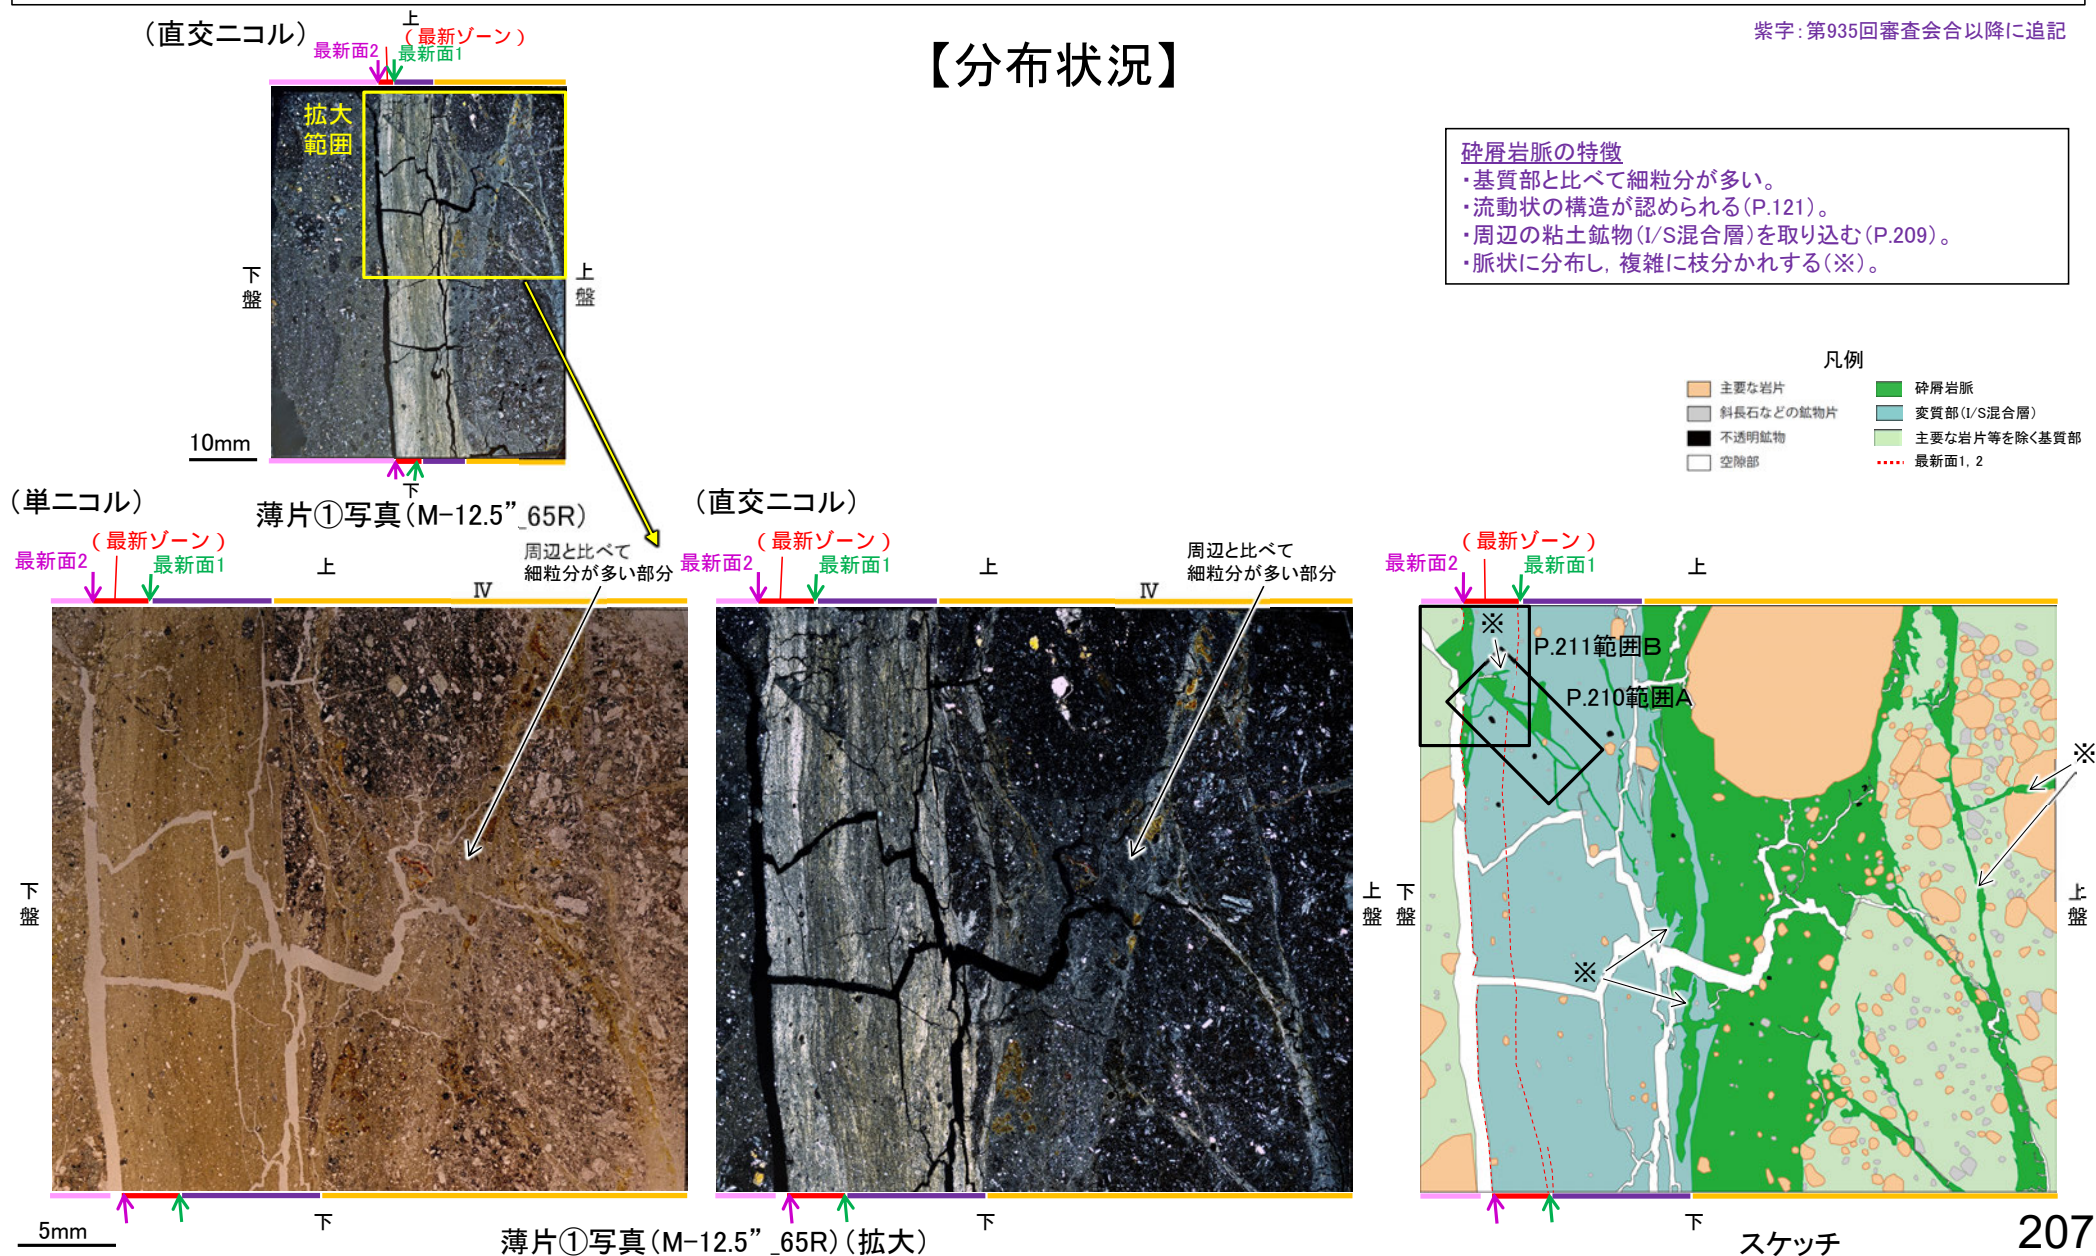 紫字：第935回審査会合以降に追記
【分布状況】
（直交ニコル）
上
（最新ゾーン）
最新面2
最新面1
拡大
範囲
下盤
上盤
10mm
下
薄片①写真（M−12.5”_65R）
砕屑岩脈の特徴
・基質部と比べて細粒分が多い。
・流動状の構造が認められる（P.121）。
・周辺の粘土鉱物（I/S混合層）を取り込む（P.209）。
・脈状に分布し，複雑に枝分かれする（※）。
凡例
主要な岩片
斜長石などの鉱物片
不透明鉱物
空隙部
砕屑岩脈
変質部（I/S混合層）
主要な岩片等を除く基質部
最新面1，2
（単ニコル）
（最新ゾーン）
最新面2
最新面1
上
Ⅳ
周辺と比べて
細粒分が多い部分
下盤
上盤
下
5mm
（直交ニコル）
（最新ゾーン）
最新面2
最新面1
上
Ⅳ
周辺と比べて
細粒分が多い部分
下
薄片①写真（M−12.5”_65R）（拡大）
（最新ゾーン）
最新面2
最新面1
上
※
P.211範囲B
P.210範囲A
※
※
下盤
上盤
下
スケッチ
207